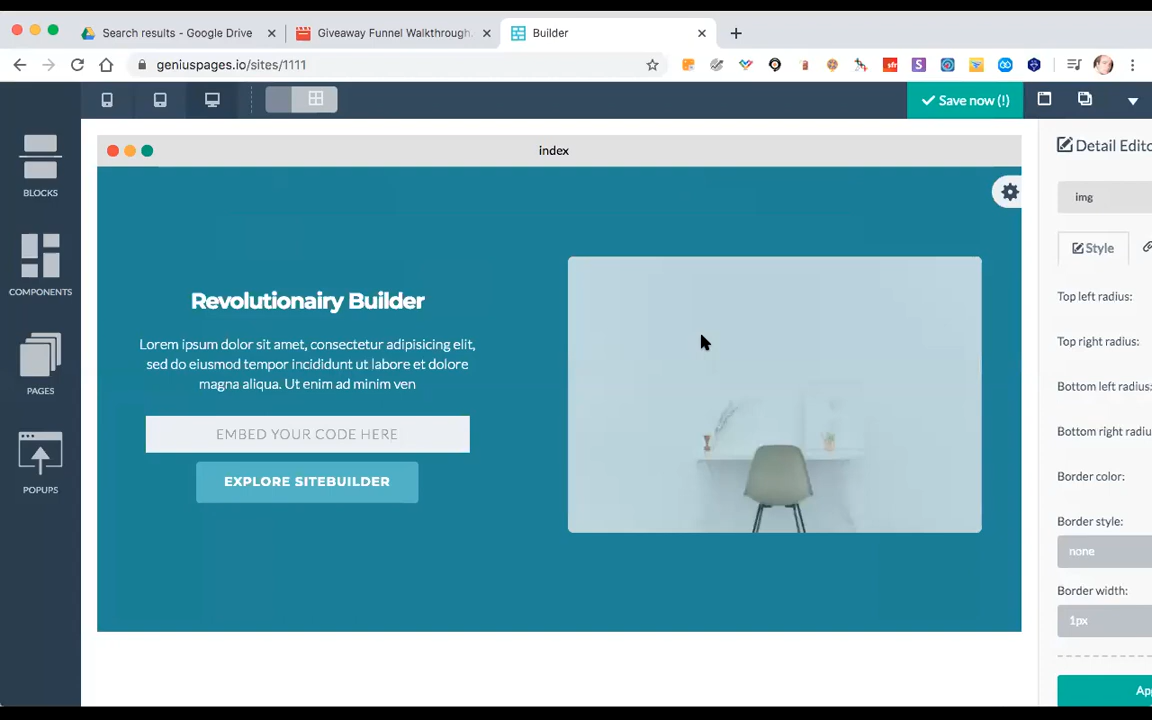 Search results - Google Drive
Giveaway Funnel Walkthrough.
Builder
geniuspages.io/sites/1111
sfr
S
Save now (!)
index
BLOCKS
COMPONENTS
PAGES
POPUPS
Revolutionairy Builder
Lorem ipsum dolor sit amet, consectetur adipisicing elit,
sed do eiusmod tempor incididunt ut labore et dolore
magna aliqua. Ut enim ad minim ven
EMBED YOUR CODE HERE
EXPLORE SITEBUILDER
Detail Edito
img
Style
Top left radius:
Top right radius:
Bottom left radius:
Bottom right radiu
Border color:
Border style:
none
Border width:
1px
Ap